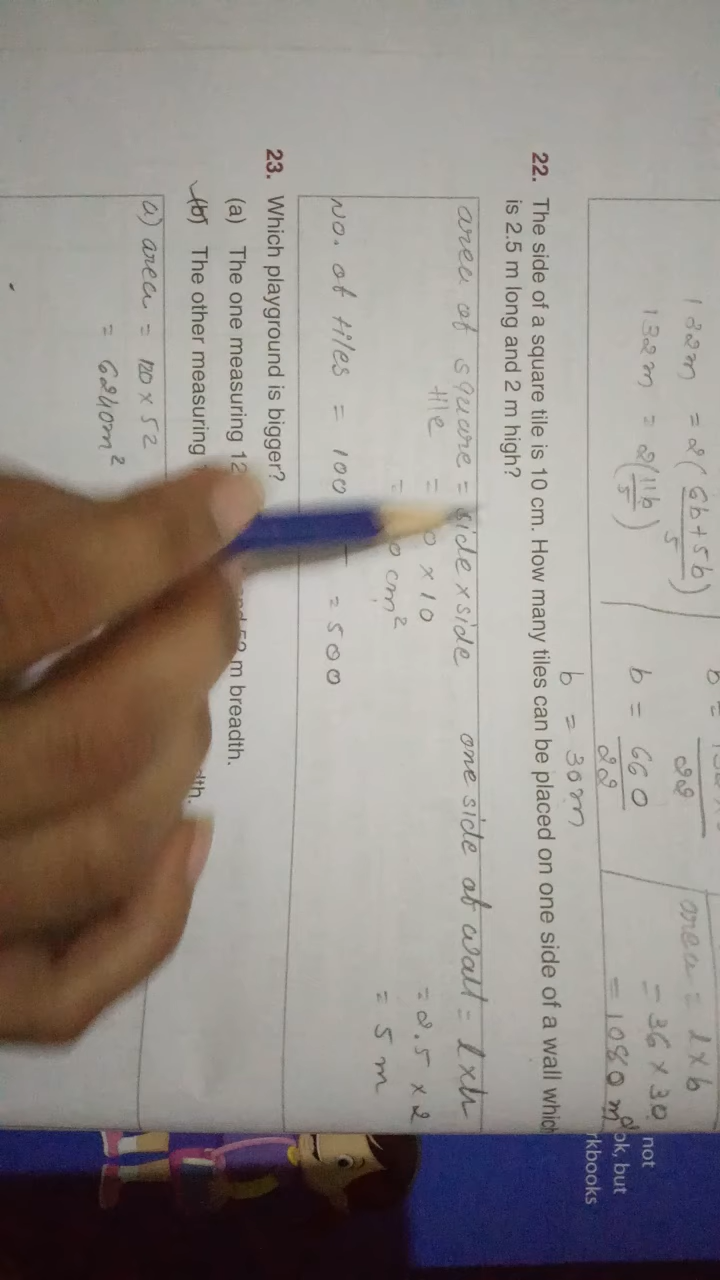 132m = 2(6b+5b)
5
132m = 2(11b)
5
b = 660
22
b = 30m
area = l×b
= 36 × 30
= 1080 m²
22. The side of a square tile is 10 cm. How many tiles can be placed on one side of a wall which
is 2.5 m long and 2 m high?
area of square = side × side
tile
0 × 10
0 cm²
one side of wall = l×h
= 2.5 × 2
= 5 m
No. of tiles = 100
= 500
23. Which playground is bigger?
(a) The one measuring
m breadth.
(b) The other measuring
a) area = 120 × 52
= 6240m²
not
ok, but
rkbooks